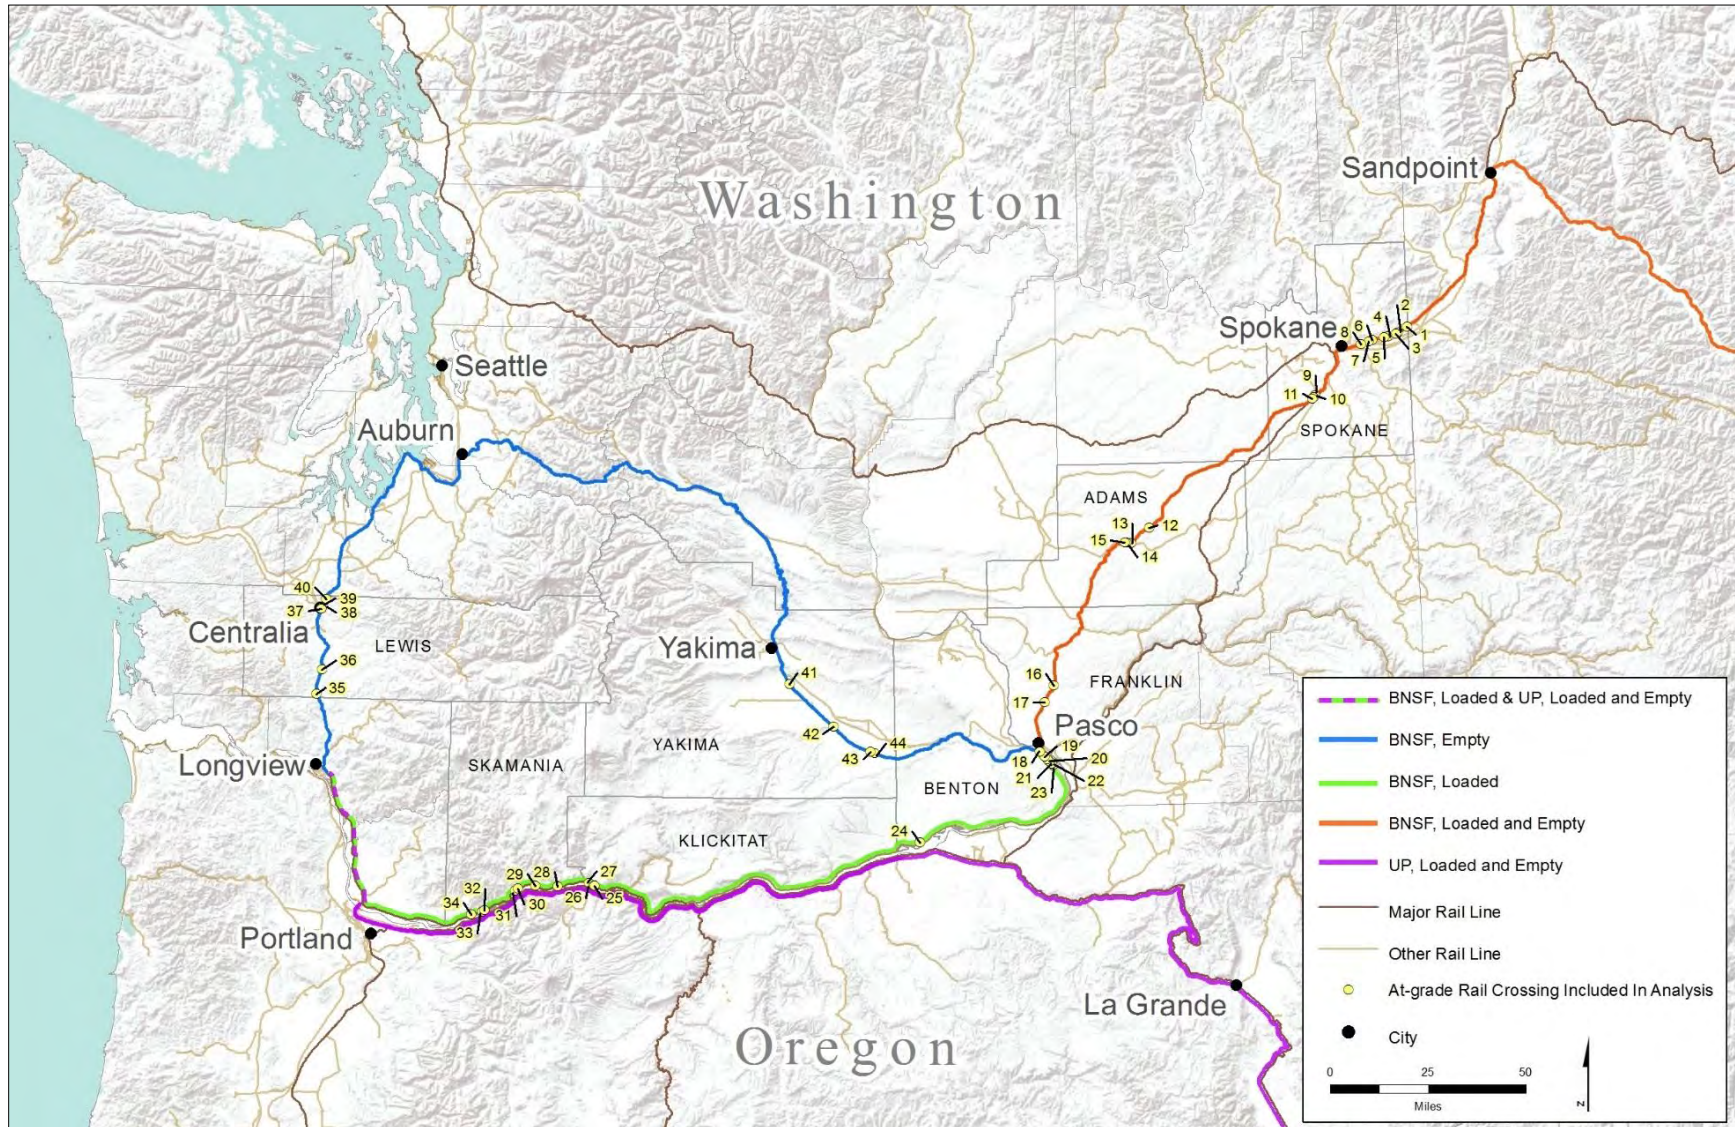 Washington
Sandpoint
Spokane
8
6
4
2
7
5
3
1
9
11
10
SPOKANE
Seattle
Auburn
ADAMS
13
12
15
14
40
39
37
38
Centralia
LEWIS
36
35
Yakima
41
16
FRANKLIN
17
Pasco
42
YAKIMA
43
44
18
19
20
21
22
23
BENTON
Longview
SKAMANIA
24
KLICKITAT
29
28
27
32
34
31
30
26
25
33
Portland
La Grande
Oregon
BNSF, Loaded & UP, Loaded and Empty
BNSF, Empty
BNSF, Loaded
BNSF, Loaded and Empty
UP, Loaded and Empty
Major Rail Line
Other Rail Line
At-grade Rail Crossing Included In Analysis
City
0 25 50
Miles
N